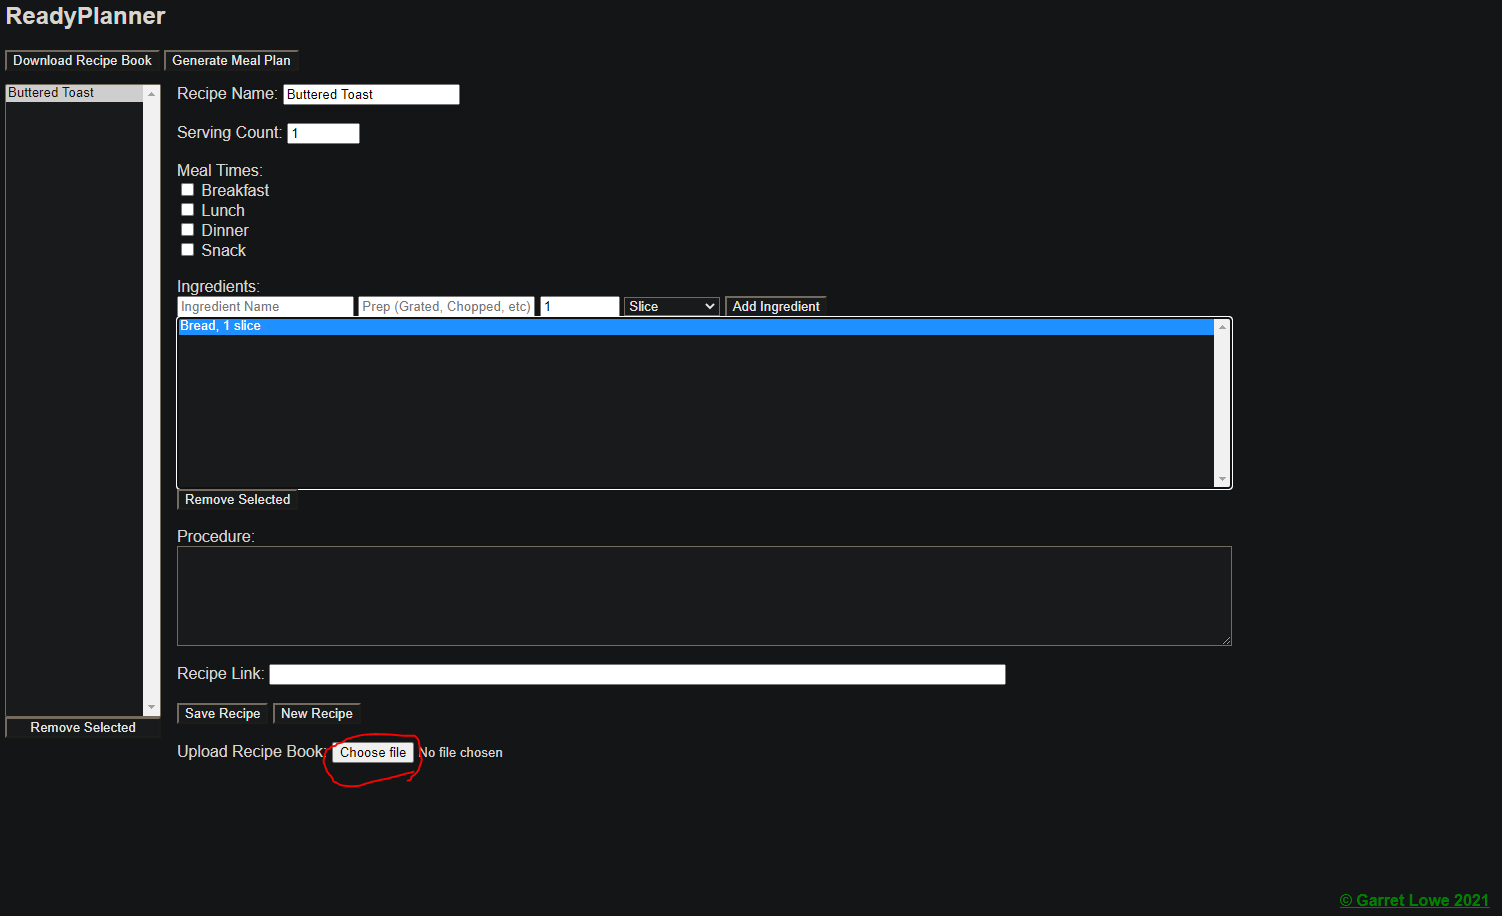 ReadyPlanner
Download Recipe Book Generate Meal Plan
Buttered Toast
Remove Selected
Recipe Name: Buttered Toast
Serving Count: 1
Meal Times:
Breakfast
Lunch
Dinner
Snack
Ingredients:
Ingredient Name Prep (Grated, Chopped, etc) 1 Slice Add Ingredient
Bread, 1 slice
Remove Selected
Procedure:
Recipe Link:
Save Recipe New Recipe
Upload Recipe Book: Choose file No file chosen
© Garret Lowe 2021